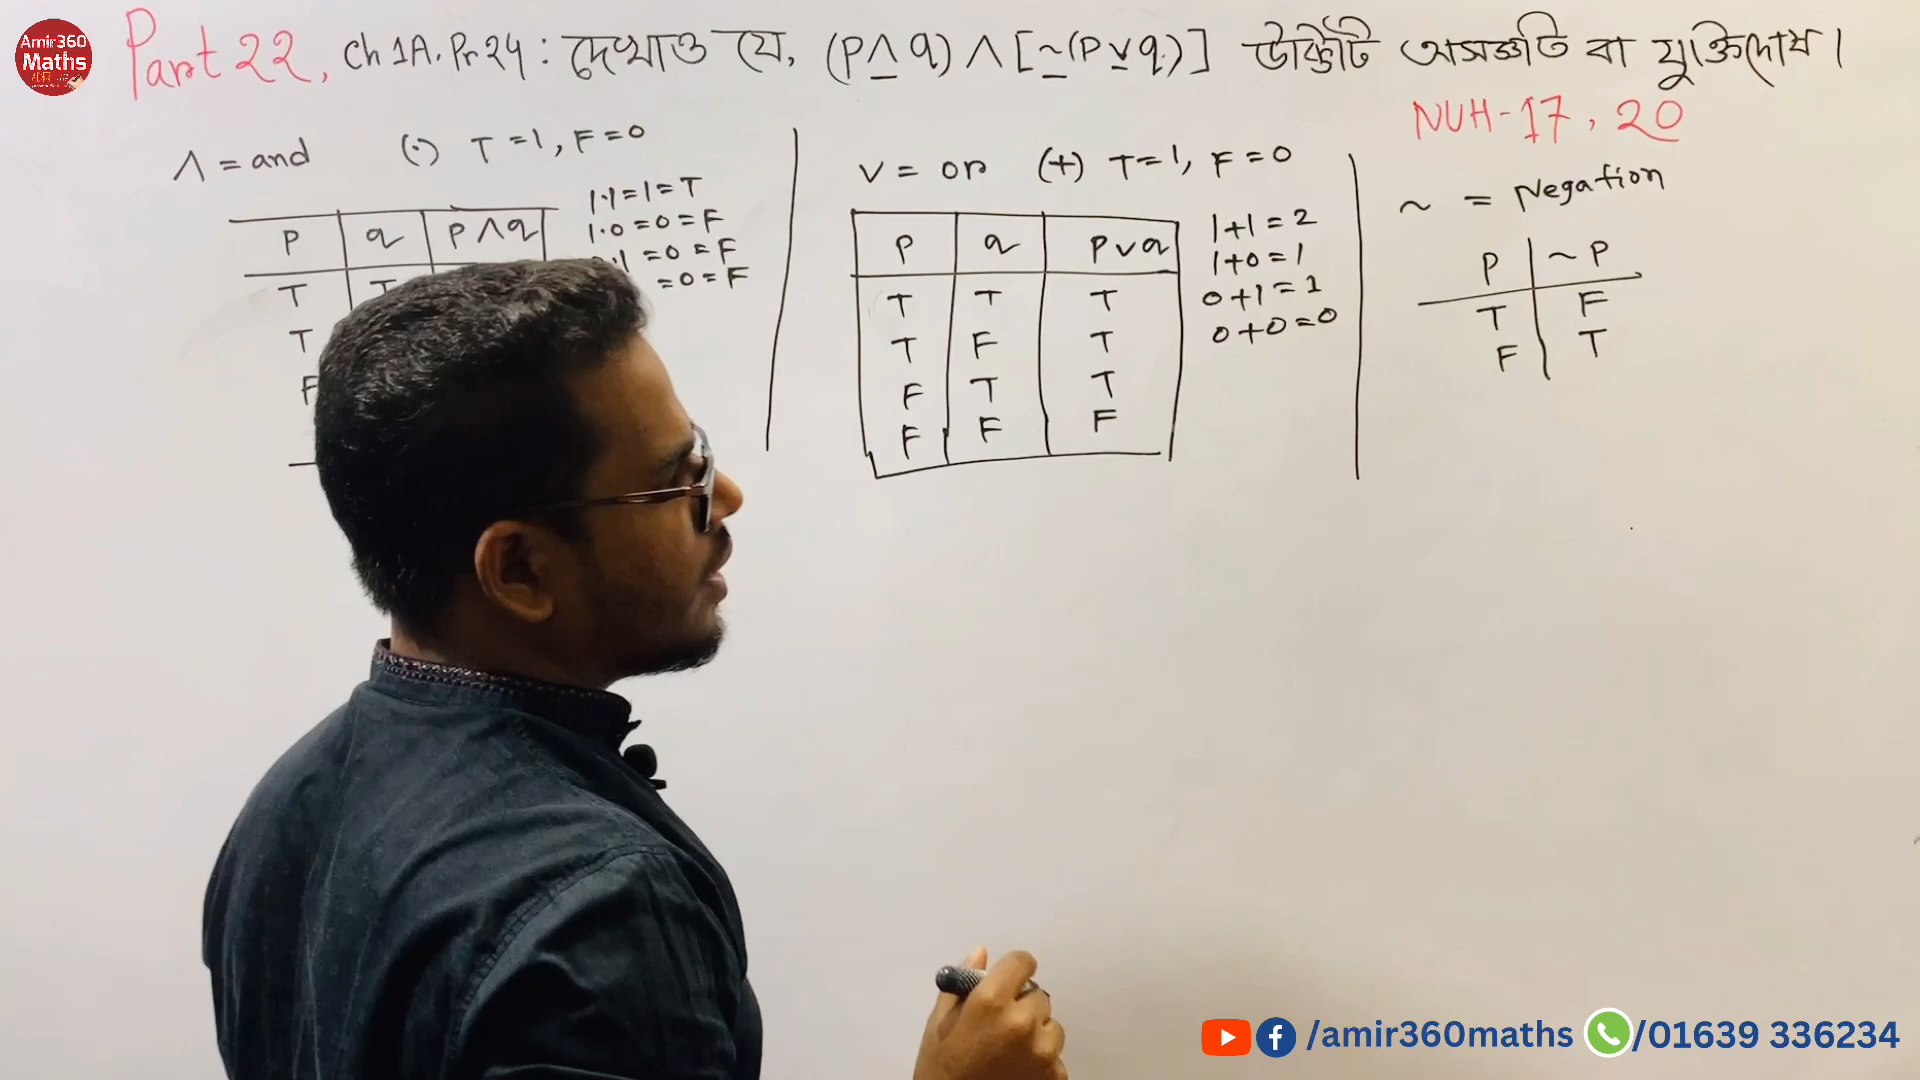 Amir360
Maths
Part 22, Ch 1A. Pr 24 : দেখাও যে, (P ∧ q) ∧ [~(P ∨ q)] উক্তিটি অসঙ্গতি বা যুক্তিদোষ।
NUH-17, 20
∧ = and (·) T = 1, F = 0
P q P ∧ q
T T
T
F
1·1 = 1 = T
1·0 = 0 = F
·1 = 0 = F
= 0 = F
∨ = or (+) T = 1, F = 0
P q P ∨ q
T T T
T F T
F T T
F F F
1+1 = 2
1+0 = 1
0+1 = 1
0+0 = 0
~ = Negation
P ~P
T F
F T
/amir360maths /01639 336234